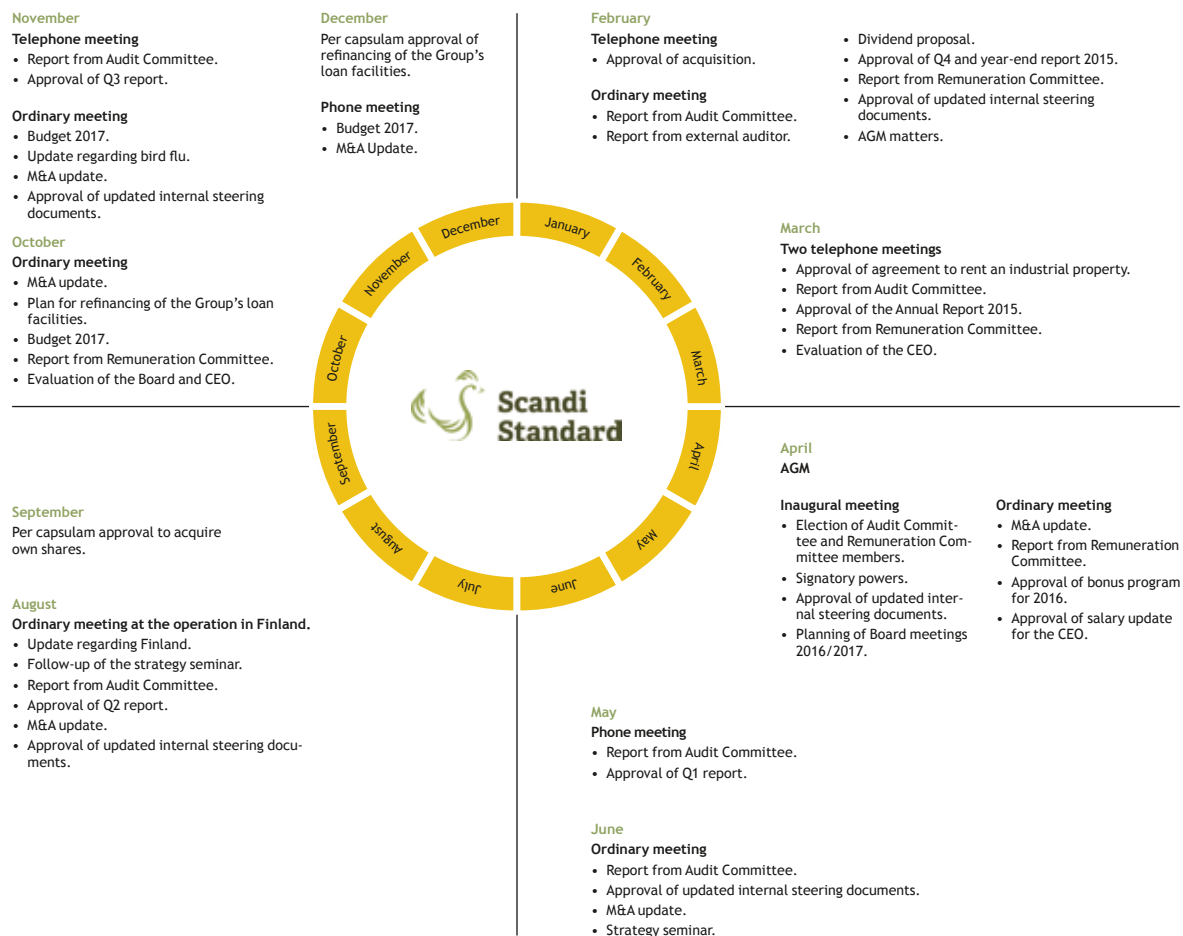 November
Telephone meeting
• Report from Audit Committee.
• Approval of Q3 report.
Ordinary meeting
• Budget 2017.
• Update regarding bird flu.
• M&A update.
• Approval of updated internal steering
documents.
December
Per capsulam approval of
refinancing of the Group's
loan facilities.
Phone meeting
• Budget 2017.
• M&A Update.
February
Telephone meeting
• Approval of acquisition.
Ordinary meeting
• Report from Audit Committee.
• Report from external auditor.
• Dividend proposal.
• Approval of Q4 and year-end report 2015.
• Report from Remuneration Committee.
• Approval of updated internal steering
documents.
• AGM matters.
October
Ordinary meeting
• M&A update.
• Plan for refinancing of the Group's loan
facilities.
• Budget 2017.
• Report from Remuneration Committee.
• Evaluation of the Board and CEO.
March
Two telephone meetings
• Approval of agreement to rent an industrial property.
• Report from Audit Committee.
• Approval of the Annual Report 2015.
• Report from Remuneration Committee.
• Evaluation of the CEO.
January
February
March
April
May
June
July
August
September
October
November
December
Scandi
Standard
September
Per capsulam approval to acquire
own shares.
August
Ordinary meeting at the operation in Finland.
• Update regarding Finland.
• Follow-up of the strategy seminar.
• Report from Audit Committee.
• Approval of Q2 report.
• M&A update.
• Approval of updated internal steering docu-
ments.
April
AGM
Inaugural meeting
• Election of Audit Commit-
tee and Remuneration Com-
mittee members.
• Signatory powers.
• Approval of updated inter-
nal steering documents.
• Planning of Board meetings
2016/2017.
Ordinary meeting
• M&A update.
• Report from Remuneration
Committee.
• Approval of bonus program
for 2016.
• Approval of salary update
for the CEO.
May
Phone meeting
• Report from Audit Committee.
• Approval of Q1 report.
June
Ordinary meeting
• Report from Audit Committee.
• Approval of updated internal steering documents.
• M&A update.
• Strategy seminar.